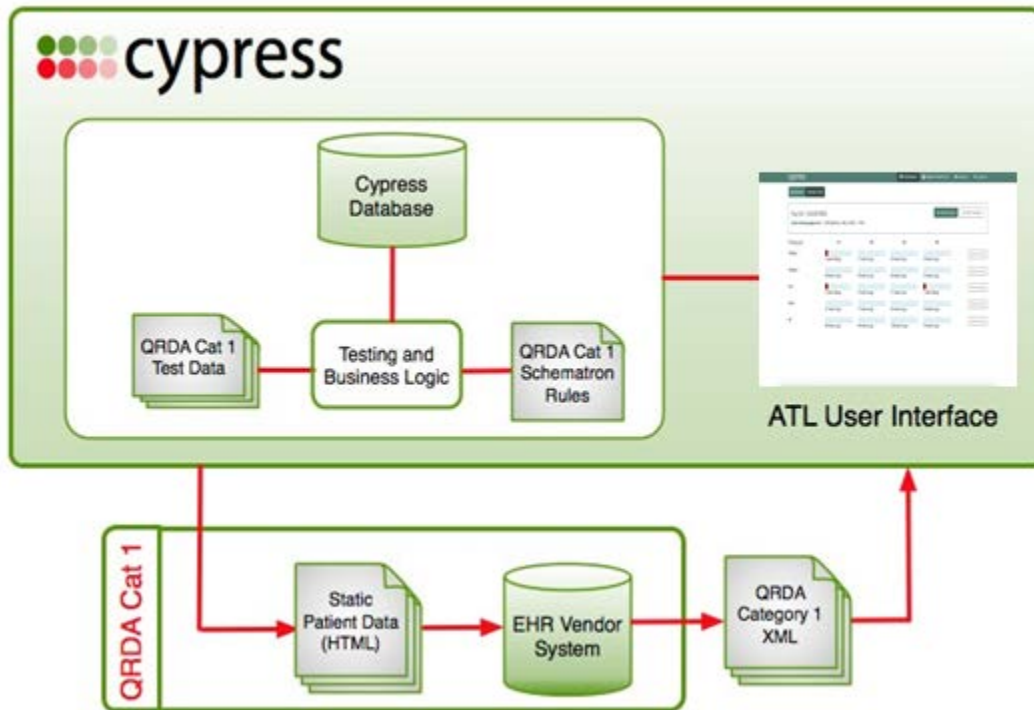 cypress
Cypress
Database
QRDA Cat 1
Test Data
Testing and
Business Logic
QRDA Cat 1
Schematron
Rules
ATL User Interface
QRDA Cat 1
Static
Patient Data
(HTML)
EHR Vendor
System
QRDA
Category 1
XML